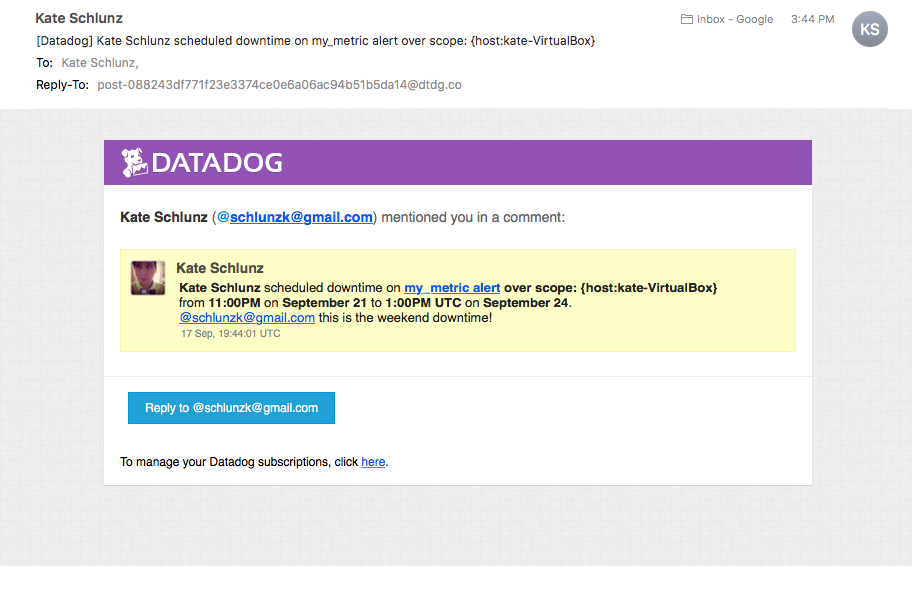 Kate Schlunz
Inbox - Google 3:44 PM
KS
[Datadog] Kate Schlunz scheduled downtime on my_metric alert over scope: {host:kate-VirtualBox}
To: Kate Schlunz,
Reply-To: post-088243df771f23e3374ce0e6a06ac94b51b5da14@dtdg.co
DATADOG
Kate Schlunz (@schlunzk@gmail.com) mentioned you in a comment:
Kate Schlunz
Kate Schlunz scheduled downtime on my_metric alert over scope: {host:kate-VirtualBox}
from 11:00PM on September 21 to 1:00PM UTC on September 24.
@schlunzk@gmail.com this is the weekend downtime!
17 Sep, 19:44:01 UTC
Reply to @schlunzk@gmail.com
To manage your Datadog subscriptions, click here.